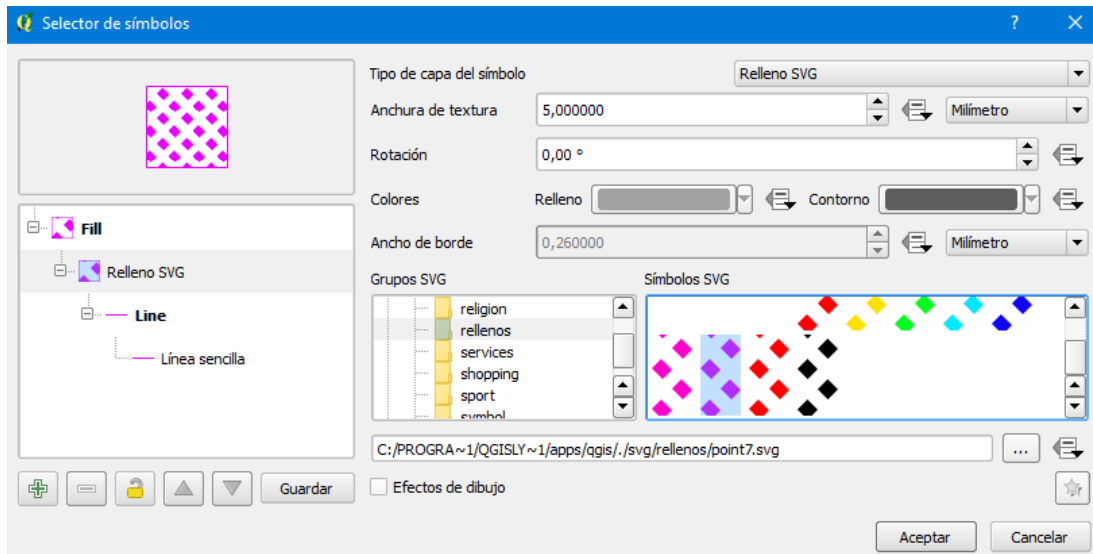 Selector de símbolos
Tipo de capa del símbolo
Relleno SVG
Anchura de textura
5,000000
Milímetro
Rotación
0,00 °
Colores
Relleno
Contorno
Ancho de borde
0,260000
Milímetro
Fill
Relleno SVG
Line
Línea sencilla
Grupos SVG
Símbolos SVG
religion
rellenos
services
shopping
sport
symbol
C:/PROGRA~1/QGISLY~1/apps/qgis/./svg/rellenos/point7.svg
...
Guardar
Efectos de dibujo
Aceptar
Cancelar